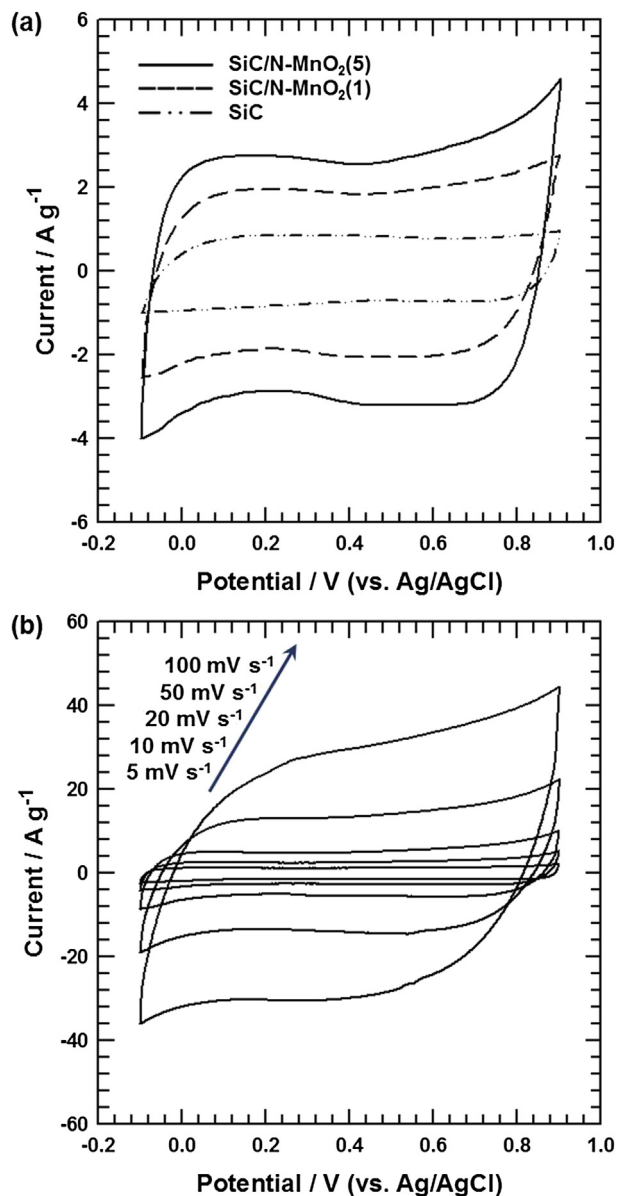 (a)
6
4
2
0
-2
-4
-6
Current / A g⁻¹
SiC/N-MnO₂(5)
SiC/N-MnO₂(1)
SiC
-0.2 0.0 0.2 0.4 0.6 0.8 1.0
Potential / V (vs. Ag/AgCl)
(b)
60
40
20
0
-20
-40
-60
Current / A g⁻¹
100 mV s⁻¹
50 mV s⁻¹
20 mV s⁻¹
10 mV s⁻¹
5 mV s⁻¹
-0.2 0.0 0.2 0.4 0.6 0.8 1.0
Potential / V (vs. Ag/AgCl)